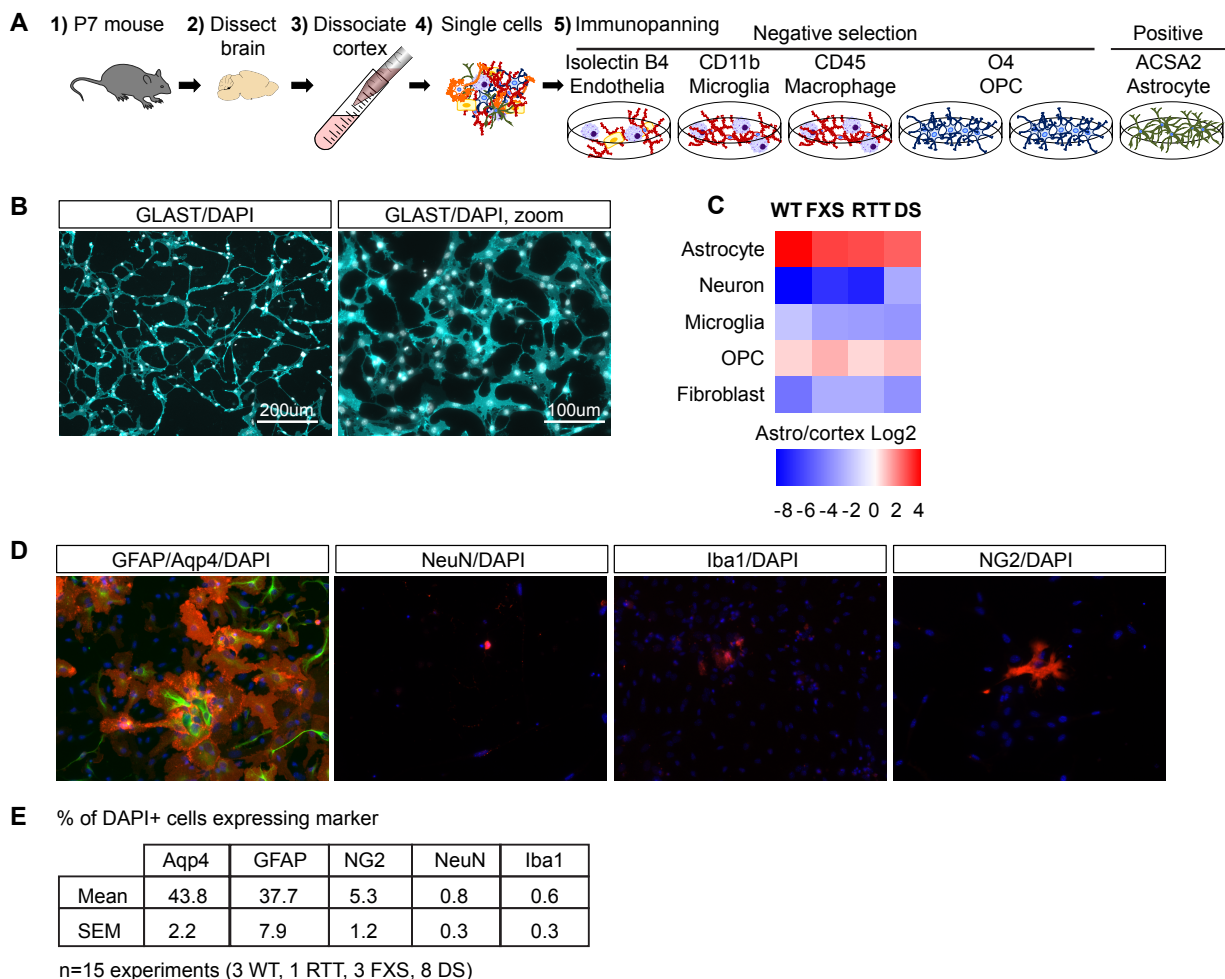 A
1) P7 mouse
2) Dissect
brain
3) Dissociate
cortex
4) Single cells
5) Immunopanning
Negative selection
Positive
Isolectin B4
Endothelia
CD11b
Microglia
CD45
Macrophage
O4
OPC
ACSA2
Astrocyte
B
GLAST/DAPI
GLAST/DAPI, zoom
200um
100um
C
WT FXS RTT DS
Astrocyte
Neuron
Microglia
OPC
Fibroblast
Astro/cortex Log2
-8 -6 -4 -2 0 2 4
D
GFAP/Aqp4/DAPI
NeuN/DAPI
Iba1/DAPI
NG2/DAPI
E
% of DAPI+ cells expressing marker
Aqp4 GFAP NG2 NeuN Iba1
Mean 43.8 37.7 5.3 0.8 0.6
SEM 2.2 7.9 1.2 0.3 0.3
n=15 experiments (3 WT, 1 RTT, 3 FXS, 8 DS)